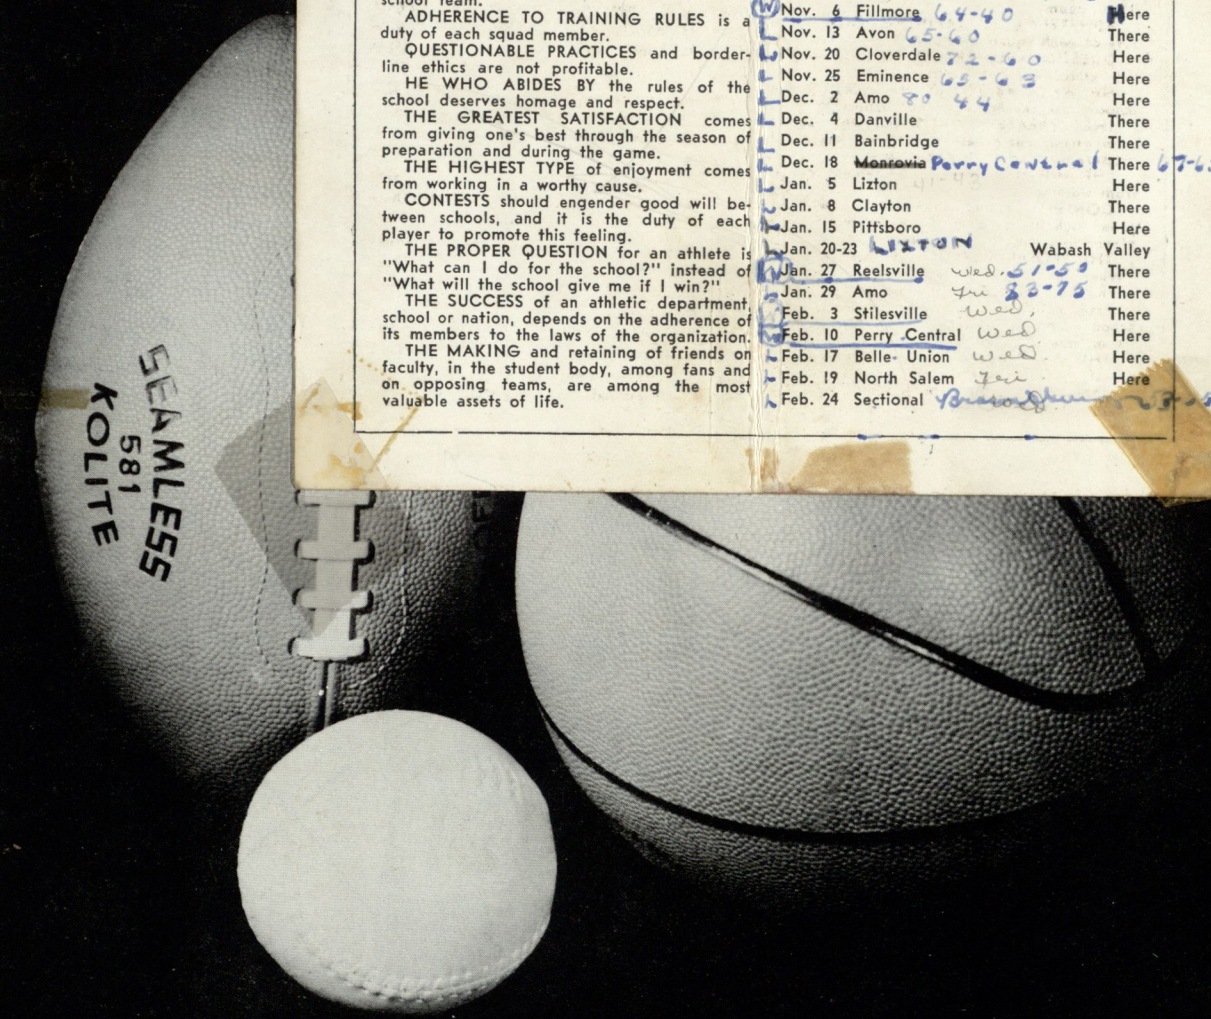 school team.
ADHERENCE TO TRAINING RULES is a
duty of each squad member.
QUESTIONABLE PRACTICES and border-
line ethics are not profitable.
HE WHO ABIDES BY the rules of the
school deserves homage and respect.
THE GREATEST SATISFACTION comes
from giving one's best through the season of
preparation and during the game.
THE HIGHEST TYPE of enjoyment comes
from working in a worthy cause.
CONTESTS should engender good will be-
tween schools, and it is the duty of each
player to promote this feeling.
THE PROPER QUESTION for an athlete is
"What can I do for the school?" instead of
"What will the school give me if I win?"
THE SUCCESS of an athletic department,
school or nation, depends on the adherence of
its members to the laws of the organization.
THE MAKING and retaining of friends on
faculty, in the student body, among fans and
on opposing teams, are among the most
valuable assets of life.
W Nov. 6 Fillmore 64-40 Here
L Nov. 13 Avon 65-60 There
L Nov. 20 Cloverdale 72-60 Here
L Nov. 25 Eminence 65-63 Here
L Dec. 2 Amo 80 44 Here
L Dec. 4 Danville There
L Dec. 11 Bainbridge There
L Dec. 18 Monrovia Perry Central There
L Jan. 5 Lizton Here
L Jan. 8 Clayton There
L Jan. 15 Pittsboro Here
L Jan. 20-23 LIZTON Wabash Valley
W Jan. 27 Reelsville Wed. 51-50 There
L Jan. 29 Amo Fri 83-75 There
W Feb. 3 Stilesville Wed. There
W Feb. 10 Perry Central Wed Here
L Feb. 17 Belle Union Wed. Here
L Feb. 19 North Salem Fri Here
L Feb. 24 Sectional
SEAMLESS
581
KOLITE